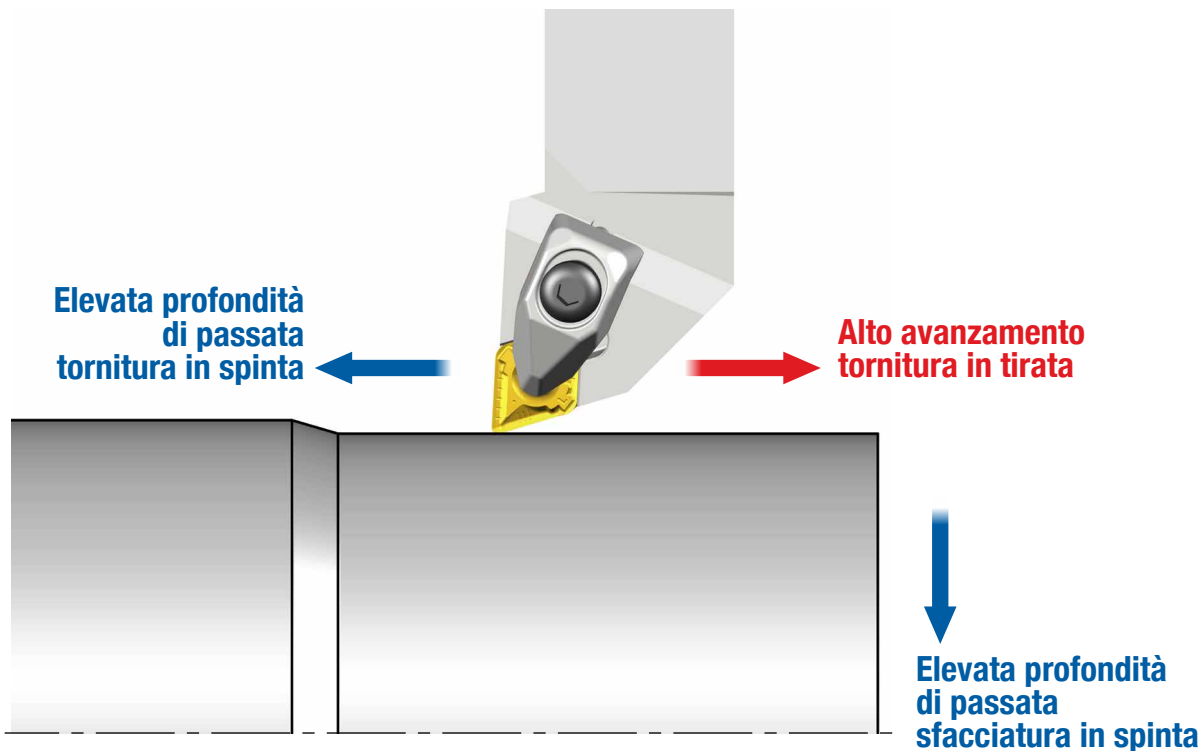 Elevata profondità
di passata
tornitura in spinta
Alto avanzamento
tornitura in tirata
Elevata profondità
di passata
sfacciatura in spinta